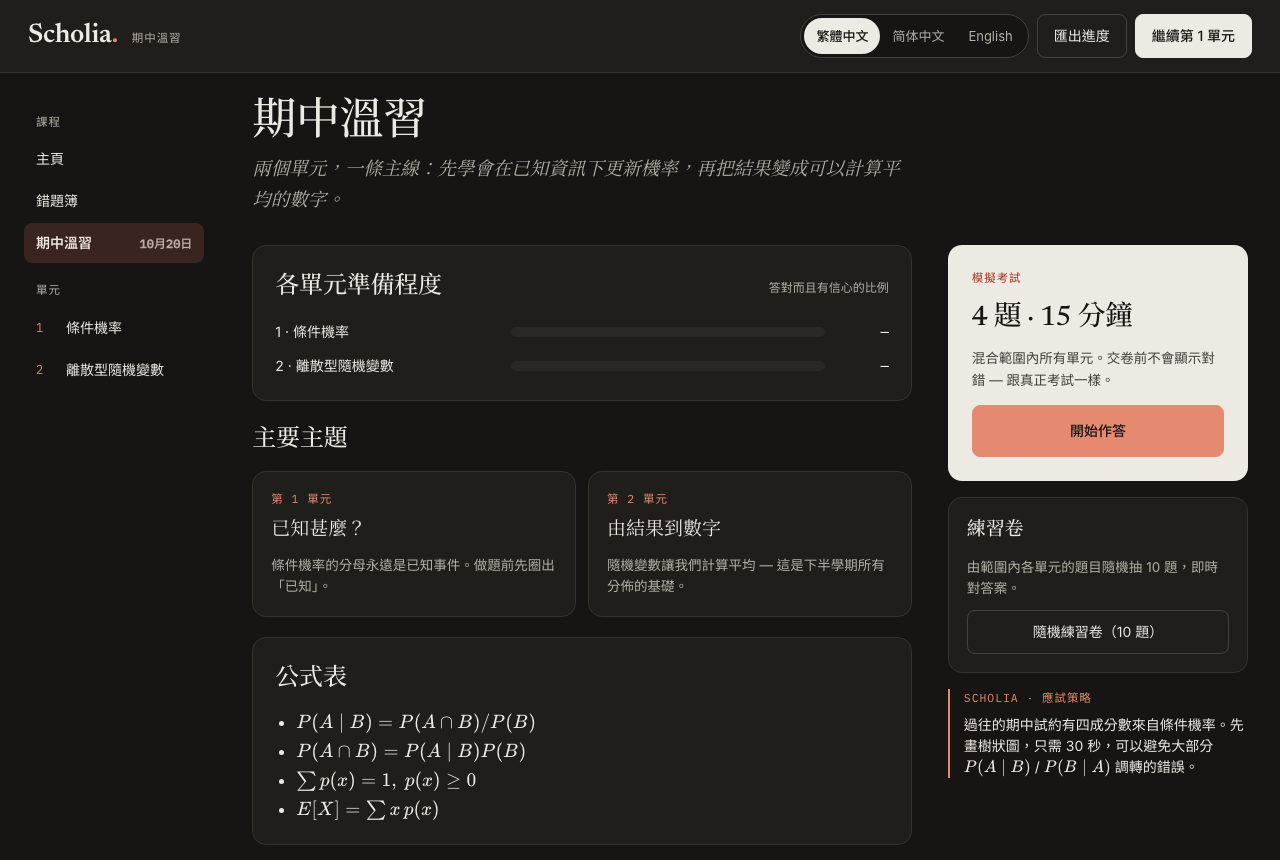 Scholia. 期中溫習
繁體中文 简体中文 English 匯出進度 繼續第 1 單元
課程
主頁
錯題簿
期中溫習 10月20日
單元
1 條件機率
2 離散型隨機變數
期中溫習
兩個單元，一條主線：先學會在已知資訊下更新機率，再把結果變成可以計算平
均的數字。
各單元準備程度 答對而且有信心的比例
1 · 條件機率 –
2 · 離散型隨機變數 –
主要主題
第 1 單元
已知甚麼？
條件機率的分母永遠是已知事件。做題前先圈出
「已知」。
第 2 單元
由結果到數字
隨機變數讓我們計算平均 — 這是下半學期所有
分佈的基礎。
公式表
• P(A | B) = P(A ∩ B)/P(B)
• P(A ∩ B) = P(A | B)P(B)
• ∑ p(x) = 1, p(x) ≥ 0
• E[X] = ∑ x p(x)
模擬考試
4 題 · 15 分鐘
混合範圍內所有單元。交卷前不會顯示對
錯 — 跟真正考試一樣。
開始作答
練習卷
由範圍內各單元的題目隨機抽 10 題，即時
對答案。
隨機練習卷（10 題）
SCHOLIA · 應試策略
過往的期中試約有四成分數來自條件機率。先
畫樹狀圖，只需 30 秒，可以避免大部分
P(A | B) / P(B | A) 調轉的錯誤。